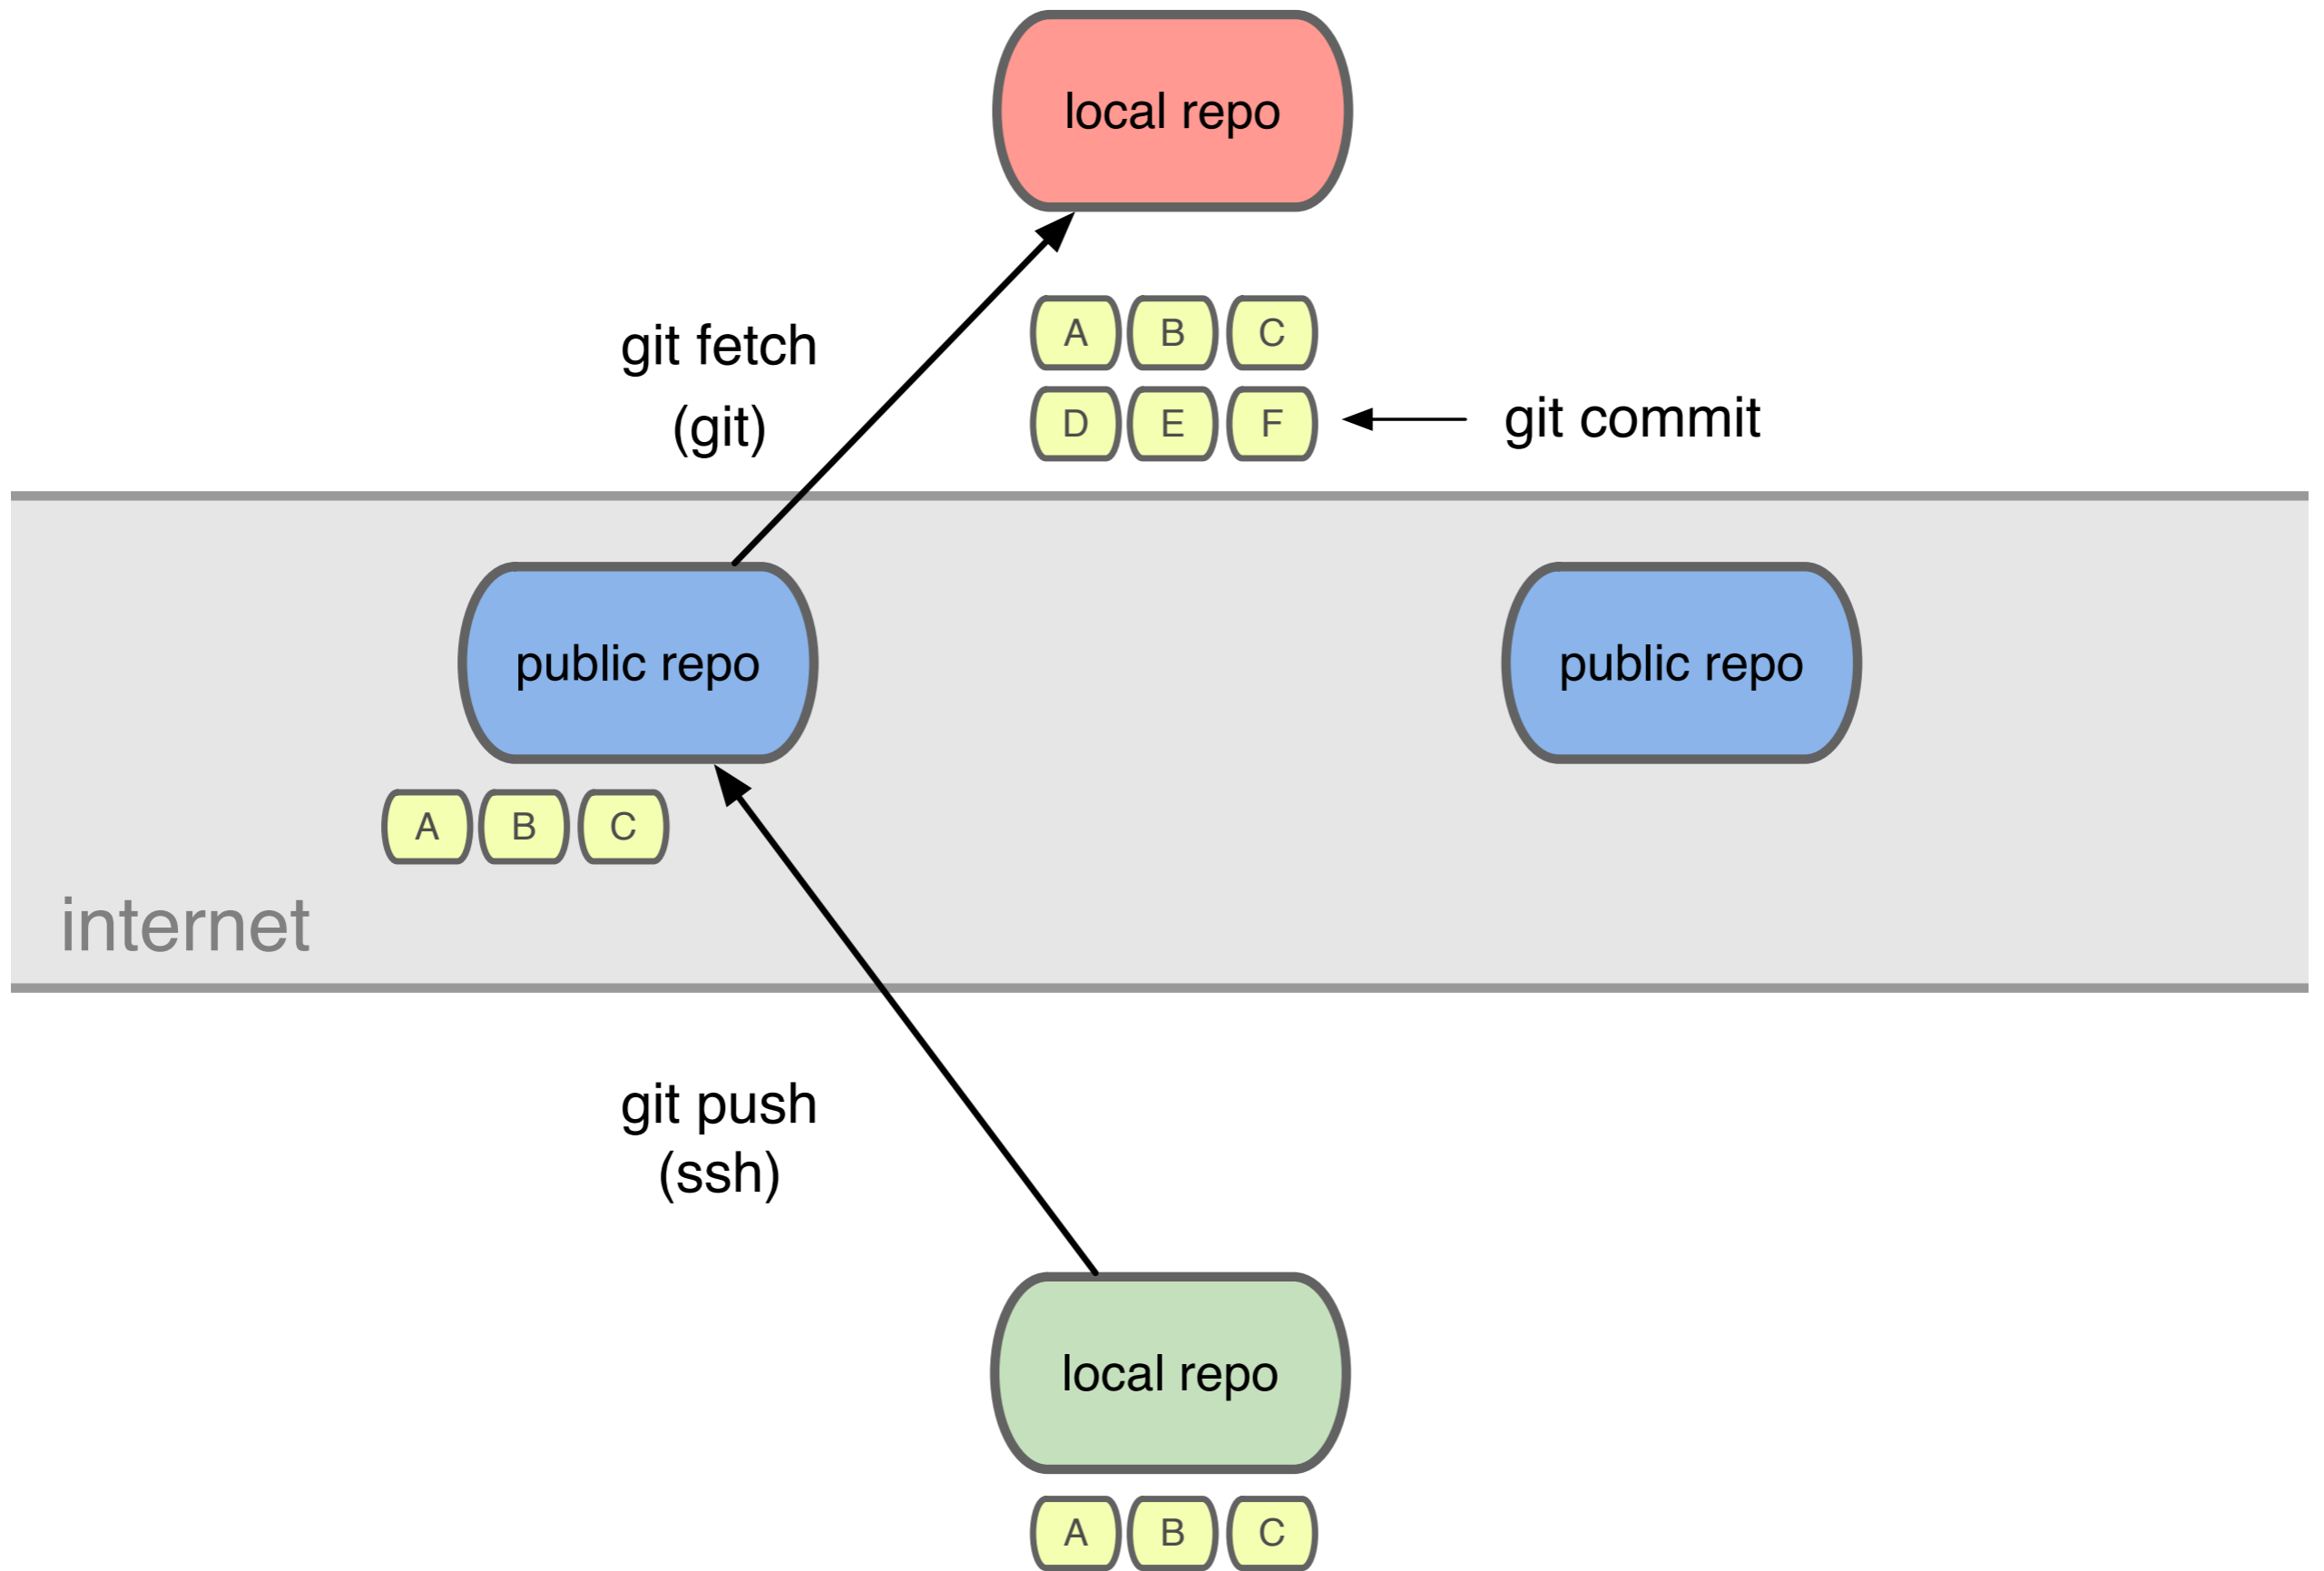 local repo
git fetch
(git)
A B C
D E F
git commit
public repo
public repo
A B C
internet
git push
(ssh)
local repo
A B C